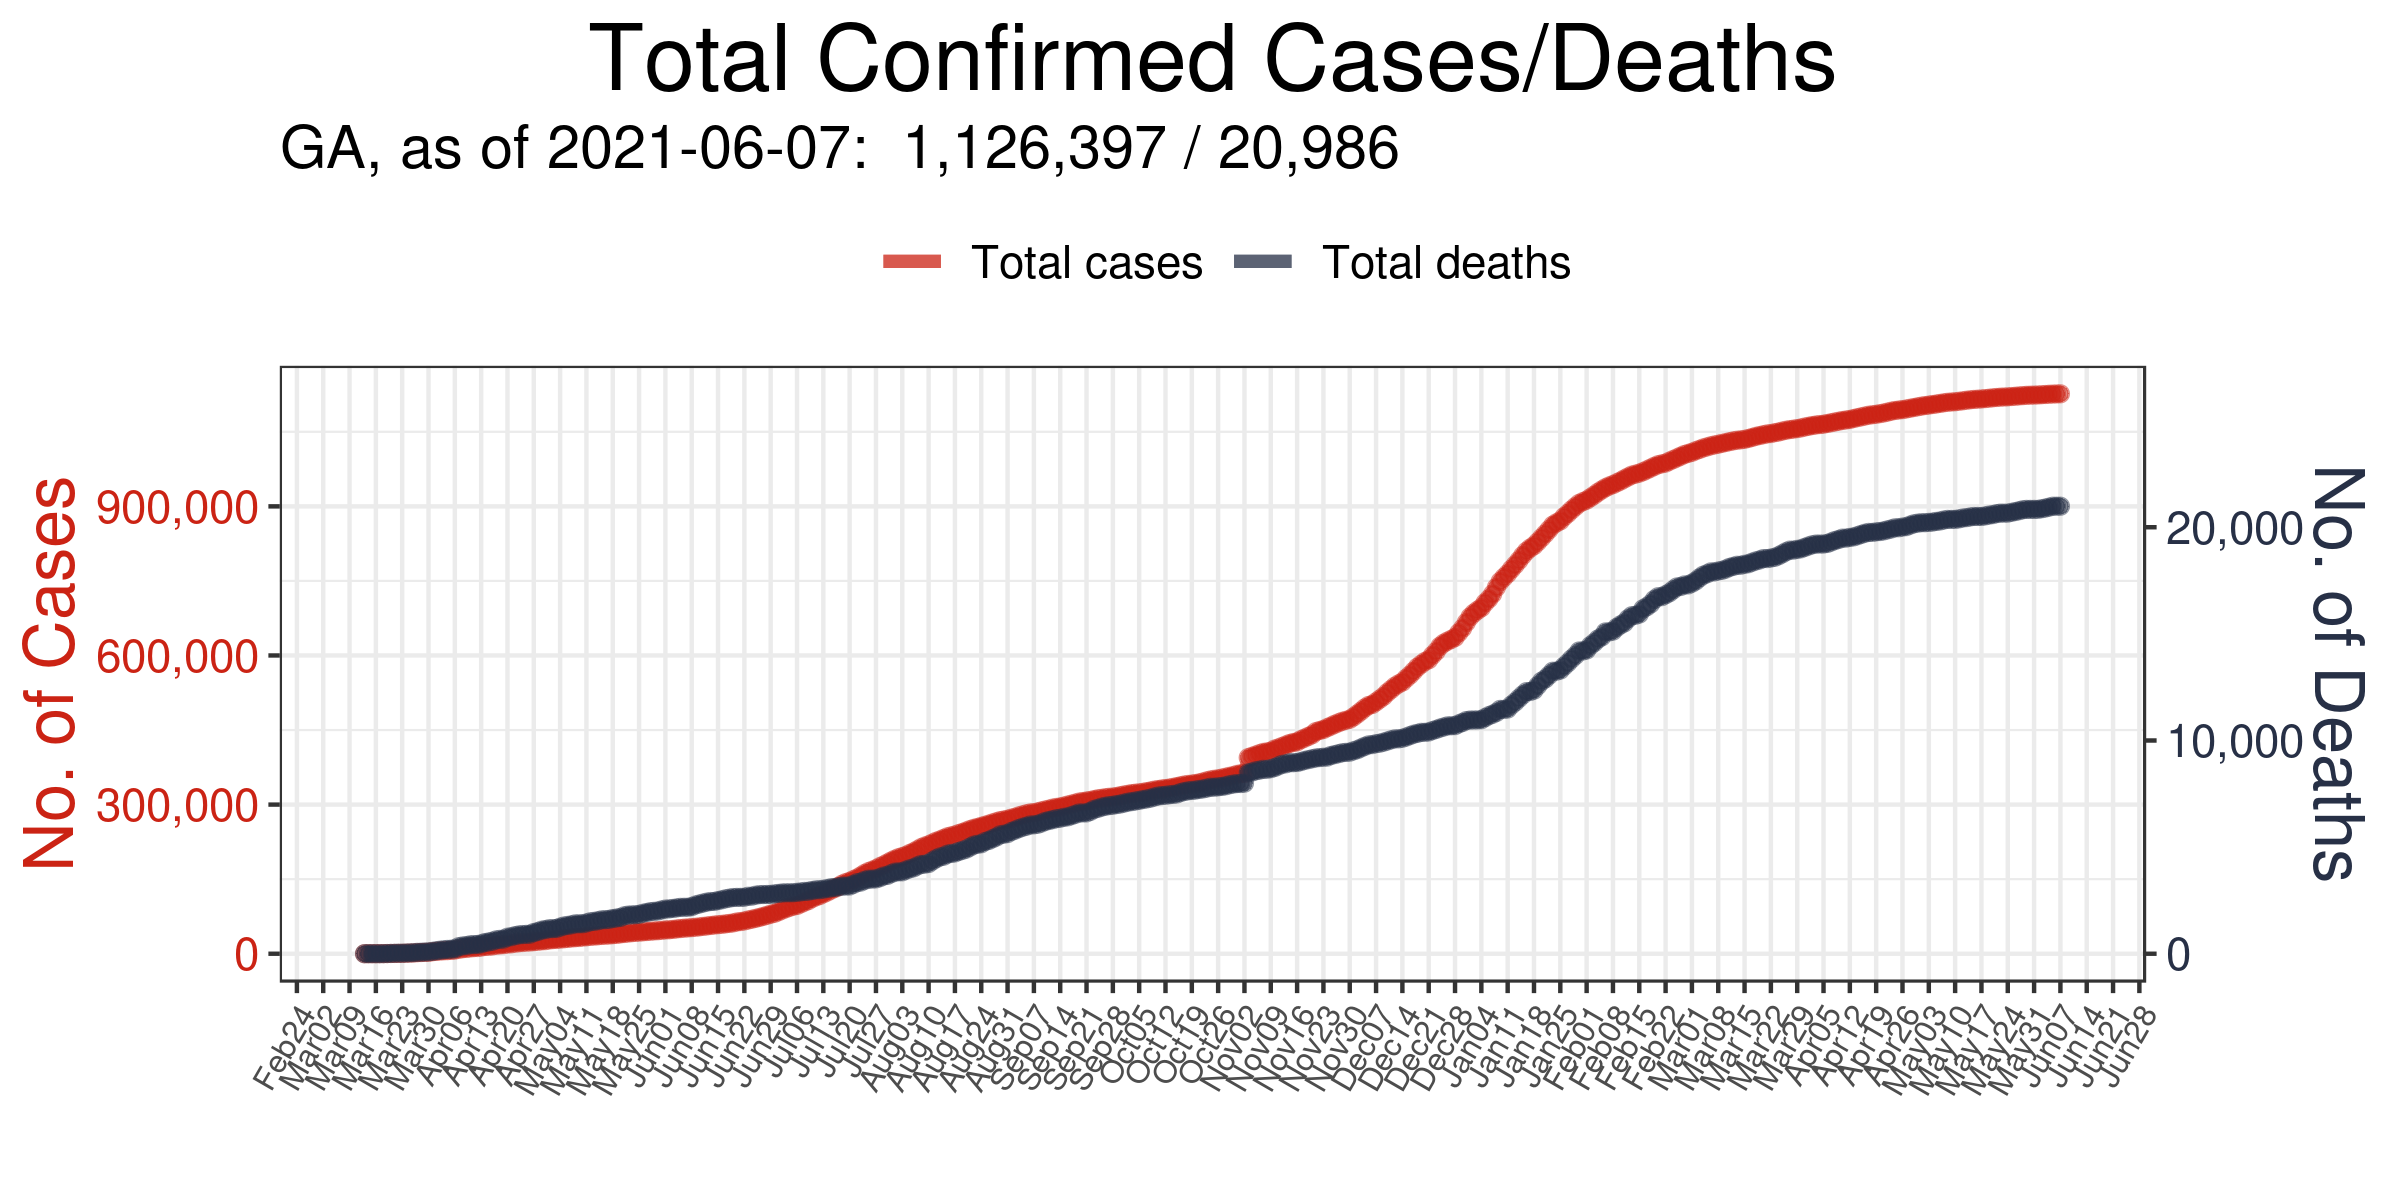 Total Confirmed Cases/Deaths
GA, as of 2021-06-07:  1,126,397 / 20,986
Total cases
Total deaths
No. of Cases
900,000
600,000
300,000
0
No. of Deaths
20,000
10,000
0
Feb24
Mar02
Mar09
Mar16
Mar23
Mar30
Apr06
Apr13
Apr20
Apr27
May04
May11
May18
May25
Jun01
Jun08
Jun15
Jun22
Jun29
Jul06
Jul13
Jul20
Jul27
Aug03
Aug10
Aug17
Aug24
Aug31
Sep07
Sep14
Sep21
Sep28
Oct05
Oct12
Oct19
Oct26
Nov02
Nov09
Nov16
Nov23
Nov30
Dec07
Dec14
Dec21
Dec28
Jan04
Jan11
Jan18
Jan25
Feb01
Feb08
Feb15
Feb22
Mar01
Mar08
Mar15
Mar22
Mar29
Apr05
Apr12
Apr19
Apr26
May03
May10
May17
May24
May31
Jun07
Jun14
Jun21
Jun28